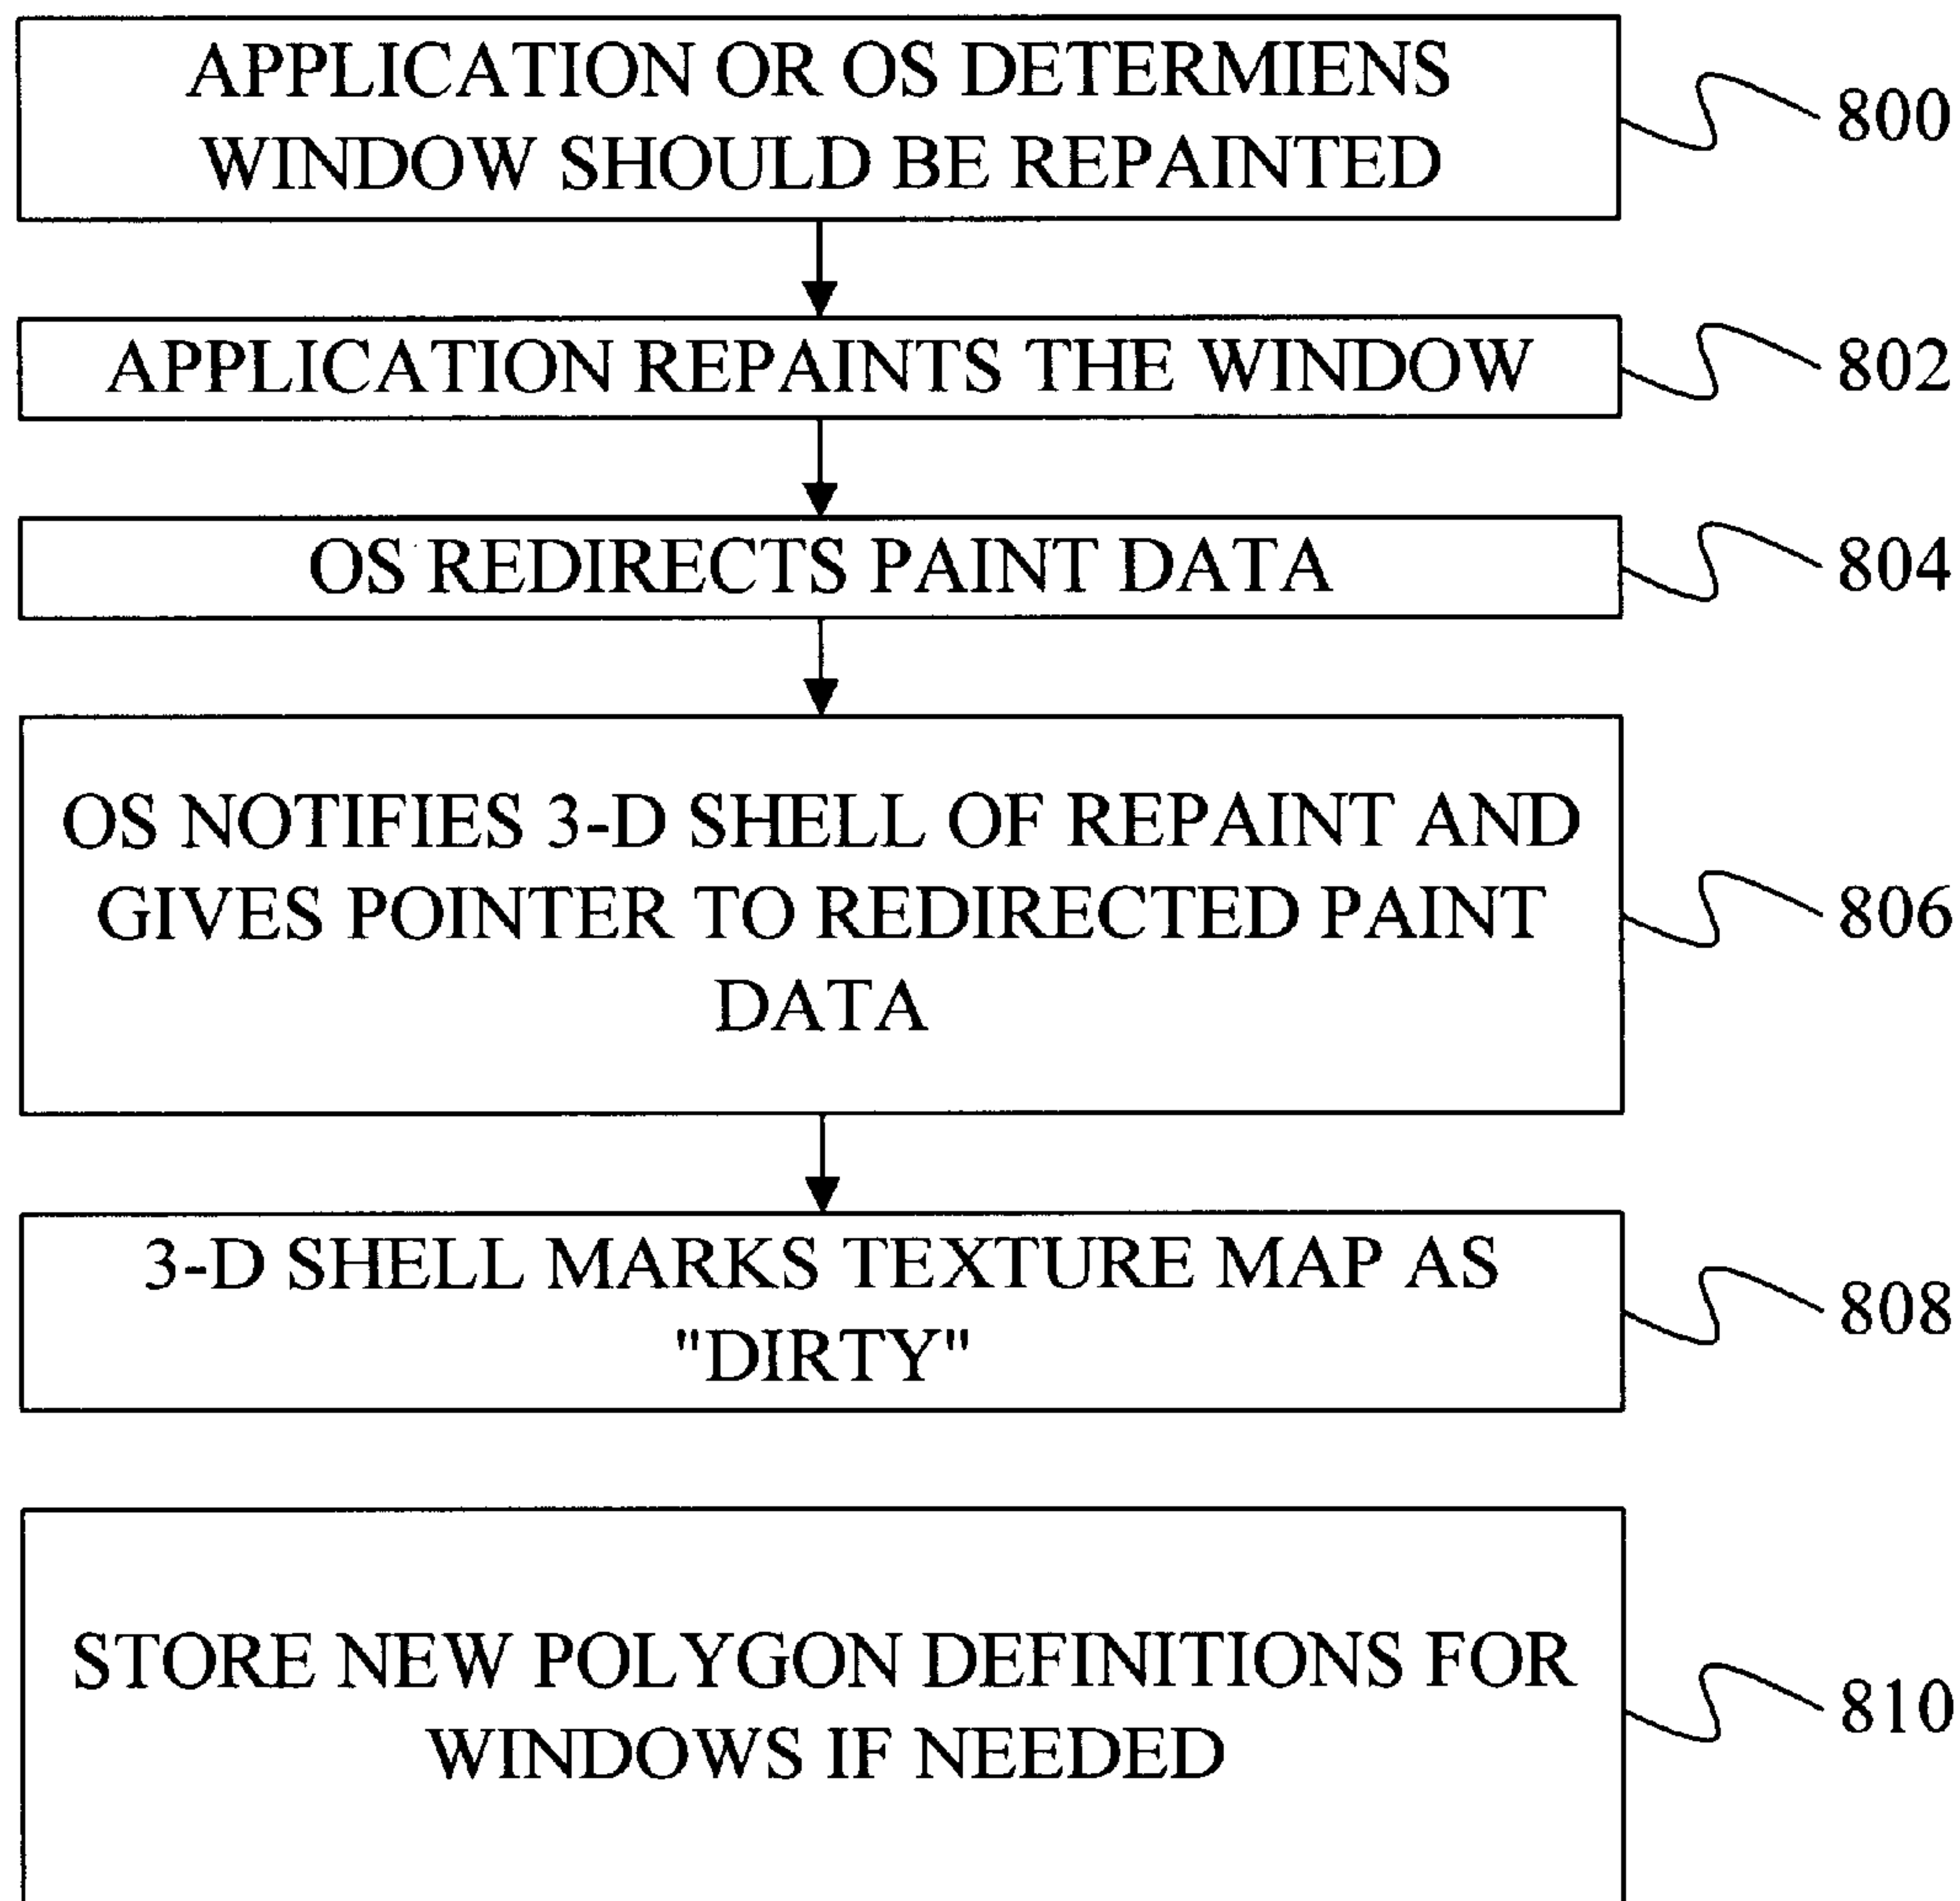 APPLICATION OR OS DETERMIENS
WINDOW SHOULD BE REPAINTED
800
APPLICATION REPAINTS THE WINDOW
802
OS REDIRECTS PAINT DATA
804
OS NOTIFIES 3-D SHELL OF REPAINT AND
GIVES POINTER TO REDIRECTED PAINT
DATA
806
3-D SHELL MARKS TEXTURE MAP AS
"DIRTY"
808
STORE NEW POLYGON DEFINITIONS FOR
WINDOWS IF NEEDED
810